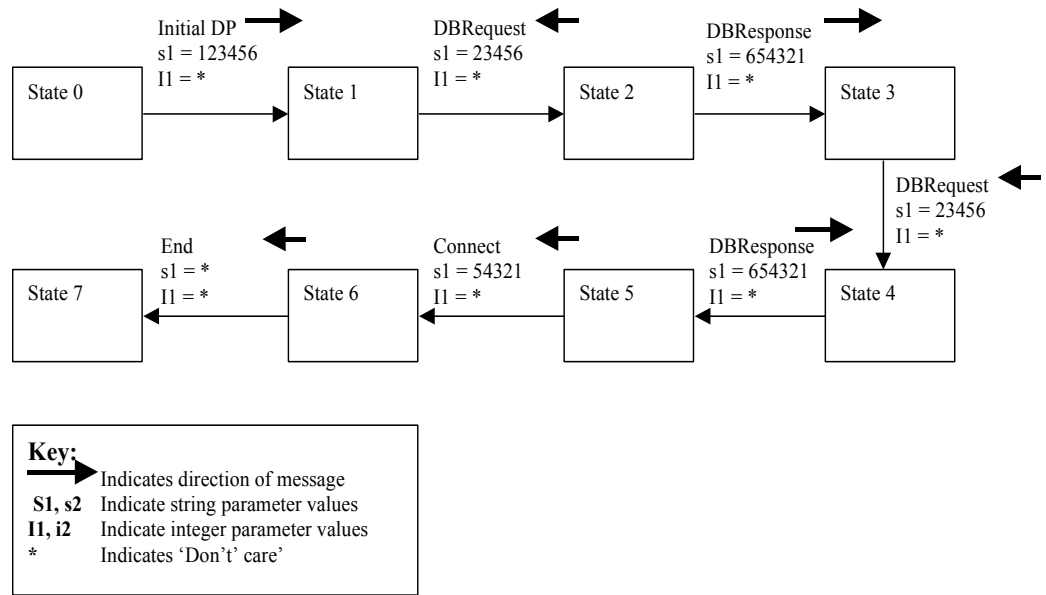 Initial DP
s1 = 123456
I1 = *
DBRequest
s1 = 23456
I1 = *
DBResponse
s1 = 654321
I1 = *
State 0
State 1
State 2
State 3
DBRequest
s1 = 23456
I1 = *
End
s1 = *
I1 = *
Connect
s1 = 54321
I1 = *
DBResponse
s1 = 654321
I1 = *
State 7
State 6
State 5
State 4
Key:
Indicates direction of message
S1, s2 Indicate string parameter values
I1, i2 Indicate integer parameter values
* Indicates ‘Don’t’ care’